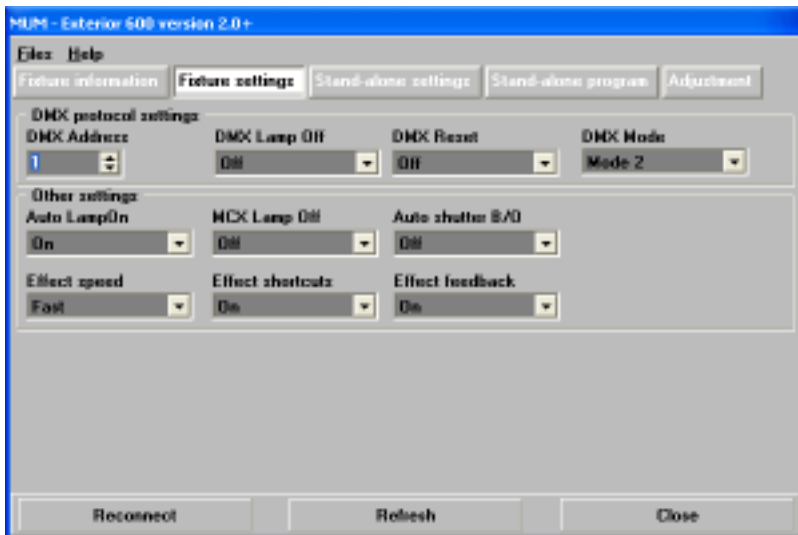 MUM - Exterior 600 version 2.0+
Files Help
Fixture information Fixture settings Stand-alone settings Stand-alone program Adjustment
DMX protocol settings
DMX Address DMX Lamp Off DMX Reset DMX Mode
1 Off Off Mode 2
Other settings
Auto LampOn MCX Lamp Off Auto shutter B/O
On Off Off
Effect speed Effect shortcuts Effect feedback
Fast On On
Reconnect Refresh Close